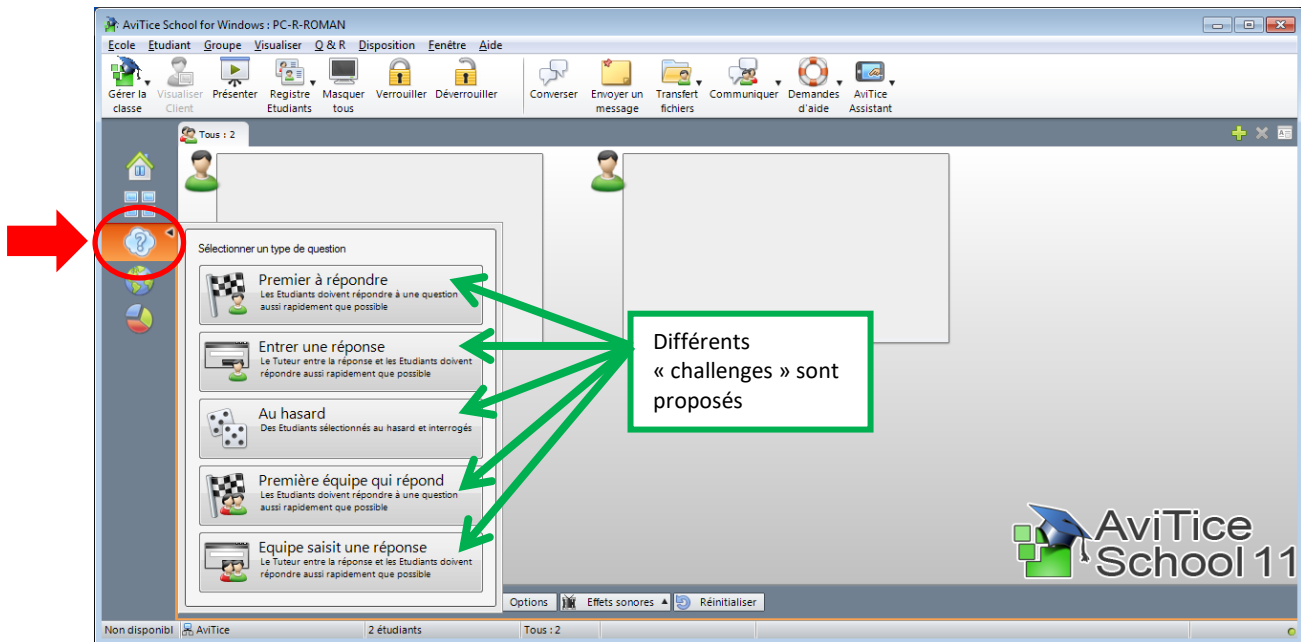 AviTice School for Windows : PC-R-ROMAN
Ecole Etudiant Groupe Visualiser Q & R Disposition Fenêtre Aide
Gérer la classe
Visualiser Client
Présenter
Registre Etudiants
Masquer tous
Verrouiller
Déverrouiller
Converser
Envoyer un message
Transfert fichiers
Communiquer
Demandes d'aide
AviTice Assistant
Tous : 2
Sélectionner un type de question
Premier à répondre
Les Etudiants doivent répondre à une question
aussi rapidement que possible
Entrer une réponse
Le Tuteur entre la réponse et les Etudiants doivent
répondre aussi rapidement que possible
Au hasard
Des Etudiants sélectionnés au hasard et interrogés
Première équipe qui répond
Les Etudiants doivent répondre à une question
aussi rapidement que possible
Equipe saisit une réponse
Le Tuteur entre la réponse et les Etudiants doivent
répondre aussi rapidement que possible
Différents
« challenges » sont
proposés
AviTice
School 11
Options Effets sonores Réinitialiser
Non disponibl AviTice 2 étudiants Tous : 2